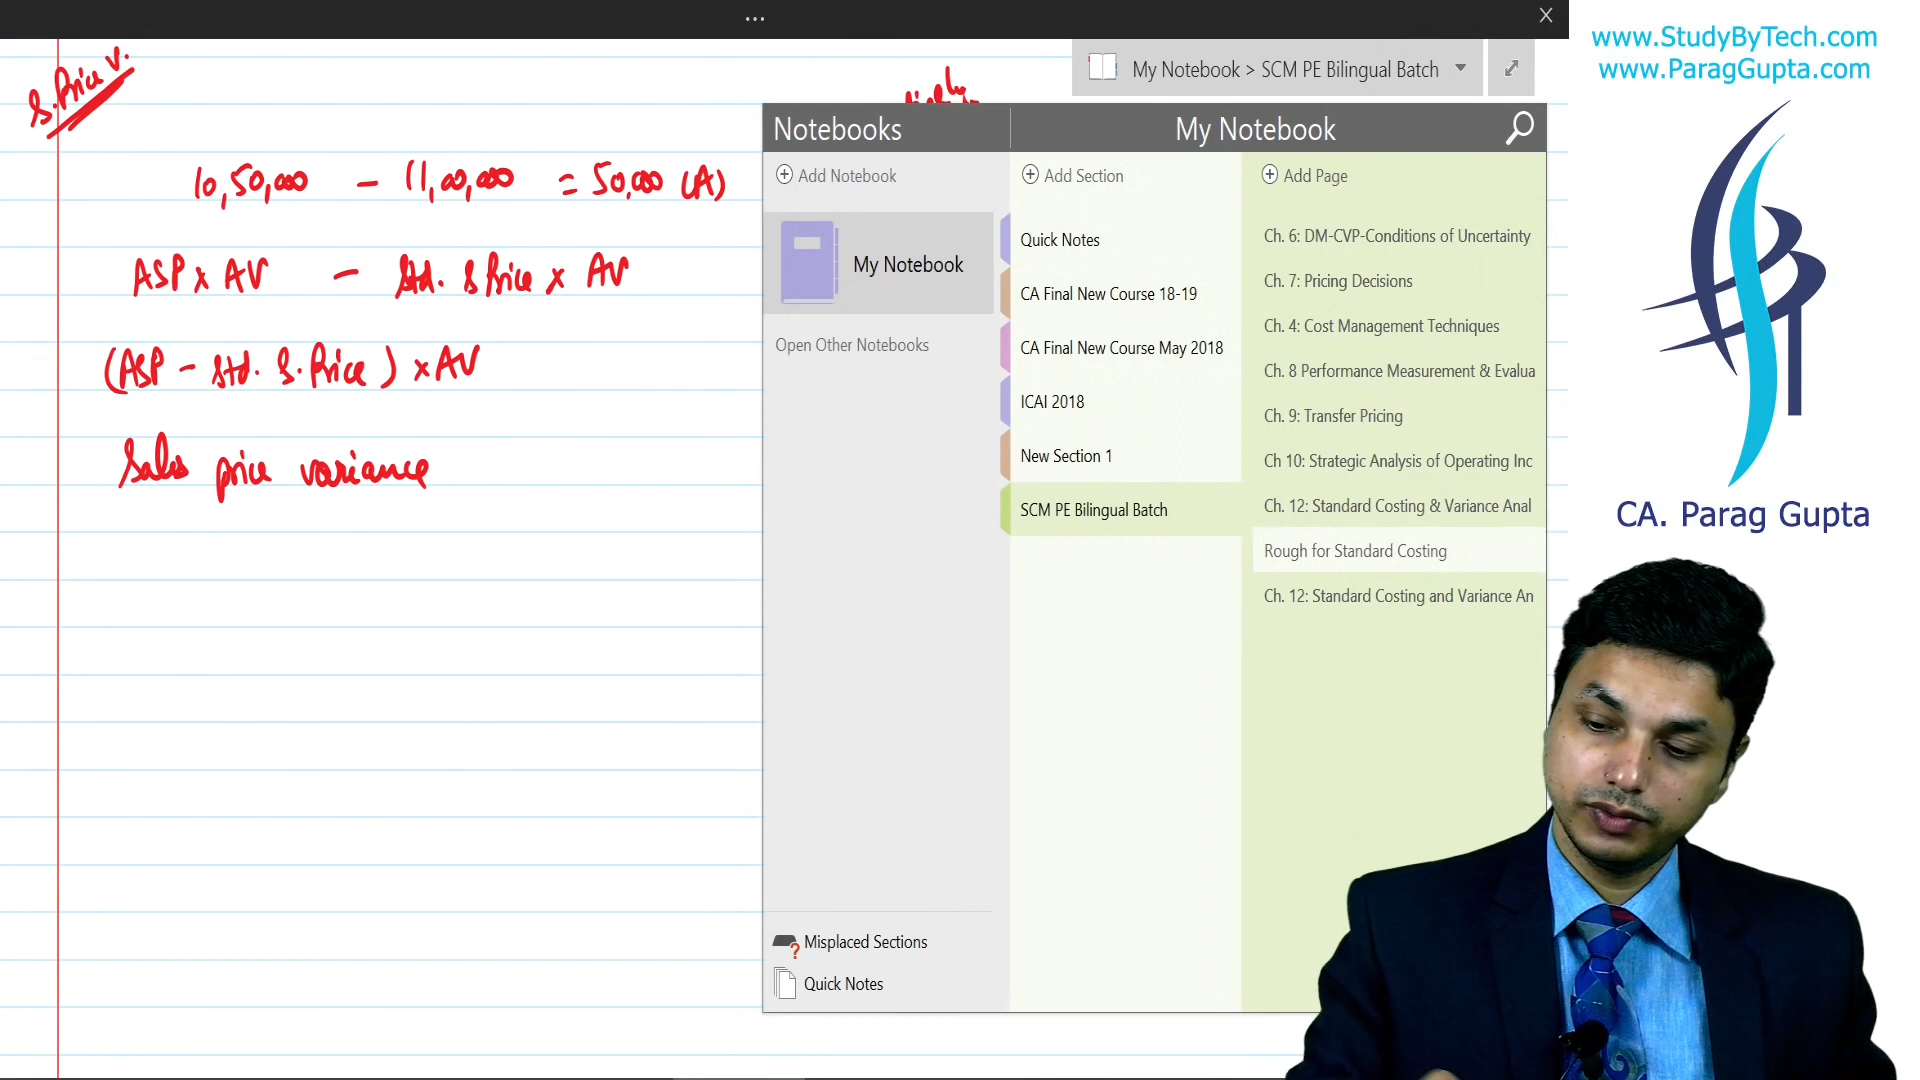 ...
My Notebook > SCM PE Bilingual Batch
S. Price V.
10,50,000 – 11,00,000 = 50,000 (A)
ASP x AV – Std. S Price x AV
(ASP – Std. S. Price) x AV
Sales price variance
Notebooks
Add Notebook
My Notebook
Open Other Notebooks
Misplaced Sections
Quick Notes
My Notebook
Add Section
Quick Notes
CA Final New Course 18-19
CA Final New Course May 2018
ICAI 2018
New Section 1
SCM PE Bilingual Batch
Add Page
Ch. 6: DM-CVP-Conditions of Uncertainty
Ch. 7: Pricing Decisions
Ch. 4: Cost Management Techniques
Ch. 8 Performance Measurement & Evalua
Ch. 9: Transfer Pricing
Ch 10: Strategic Analysis of Operating Inc
Ch. 12: Standard Costing & Variance Anal
Rough for Standard Costing
Ch. 12: Standard Costing and Variance An
www.StudyByTech.com
www.ParagGupta.com
CA. Parag Gupta